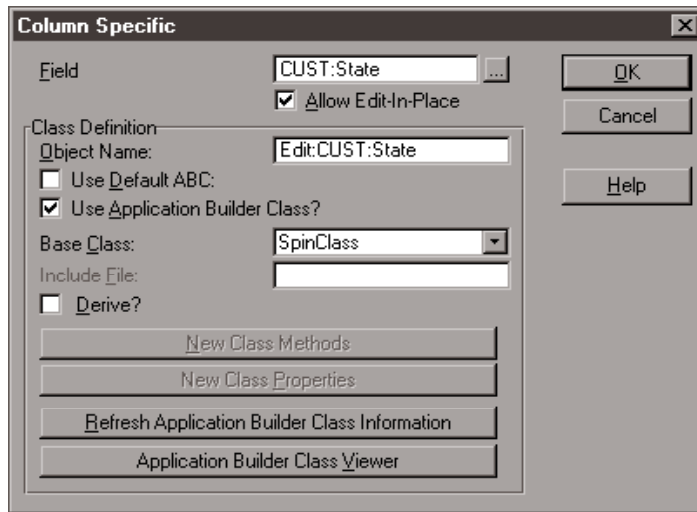 Column Specific
Field CUST:State ... OK
Allow Edit-In-Place
Cancel
Class Definition
Object Name: Edit:CUST:State
Use Default ABC:
Help
Use Application Builder Class?
Base Class: SpinClass
Include File:
Derive?
New Class Methods
New Class Properties
Refresh Application Builder Class Information
Application Builder Class Viewer